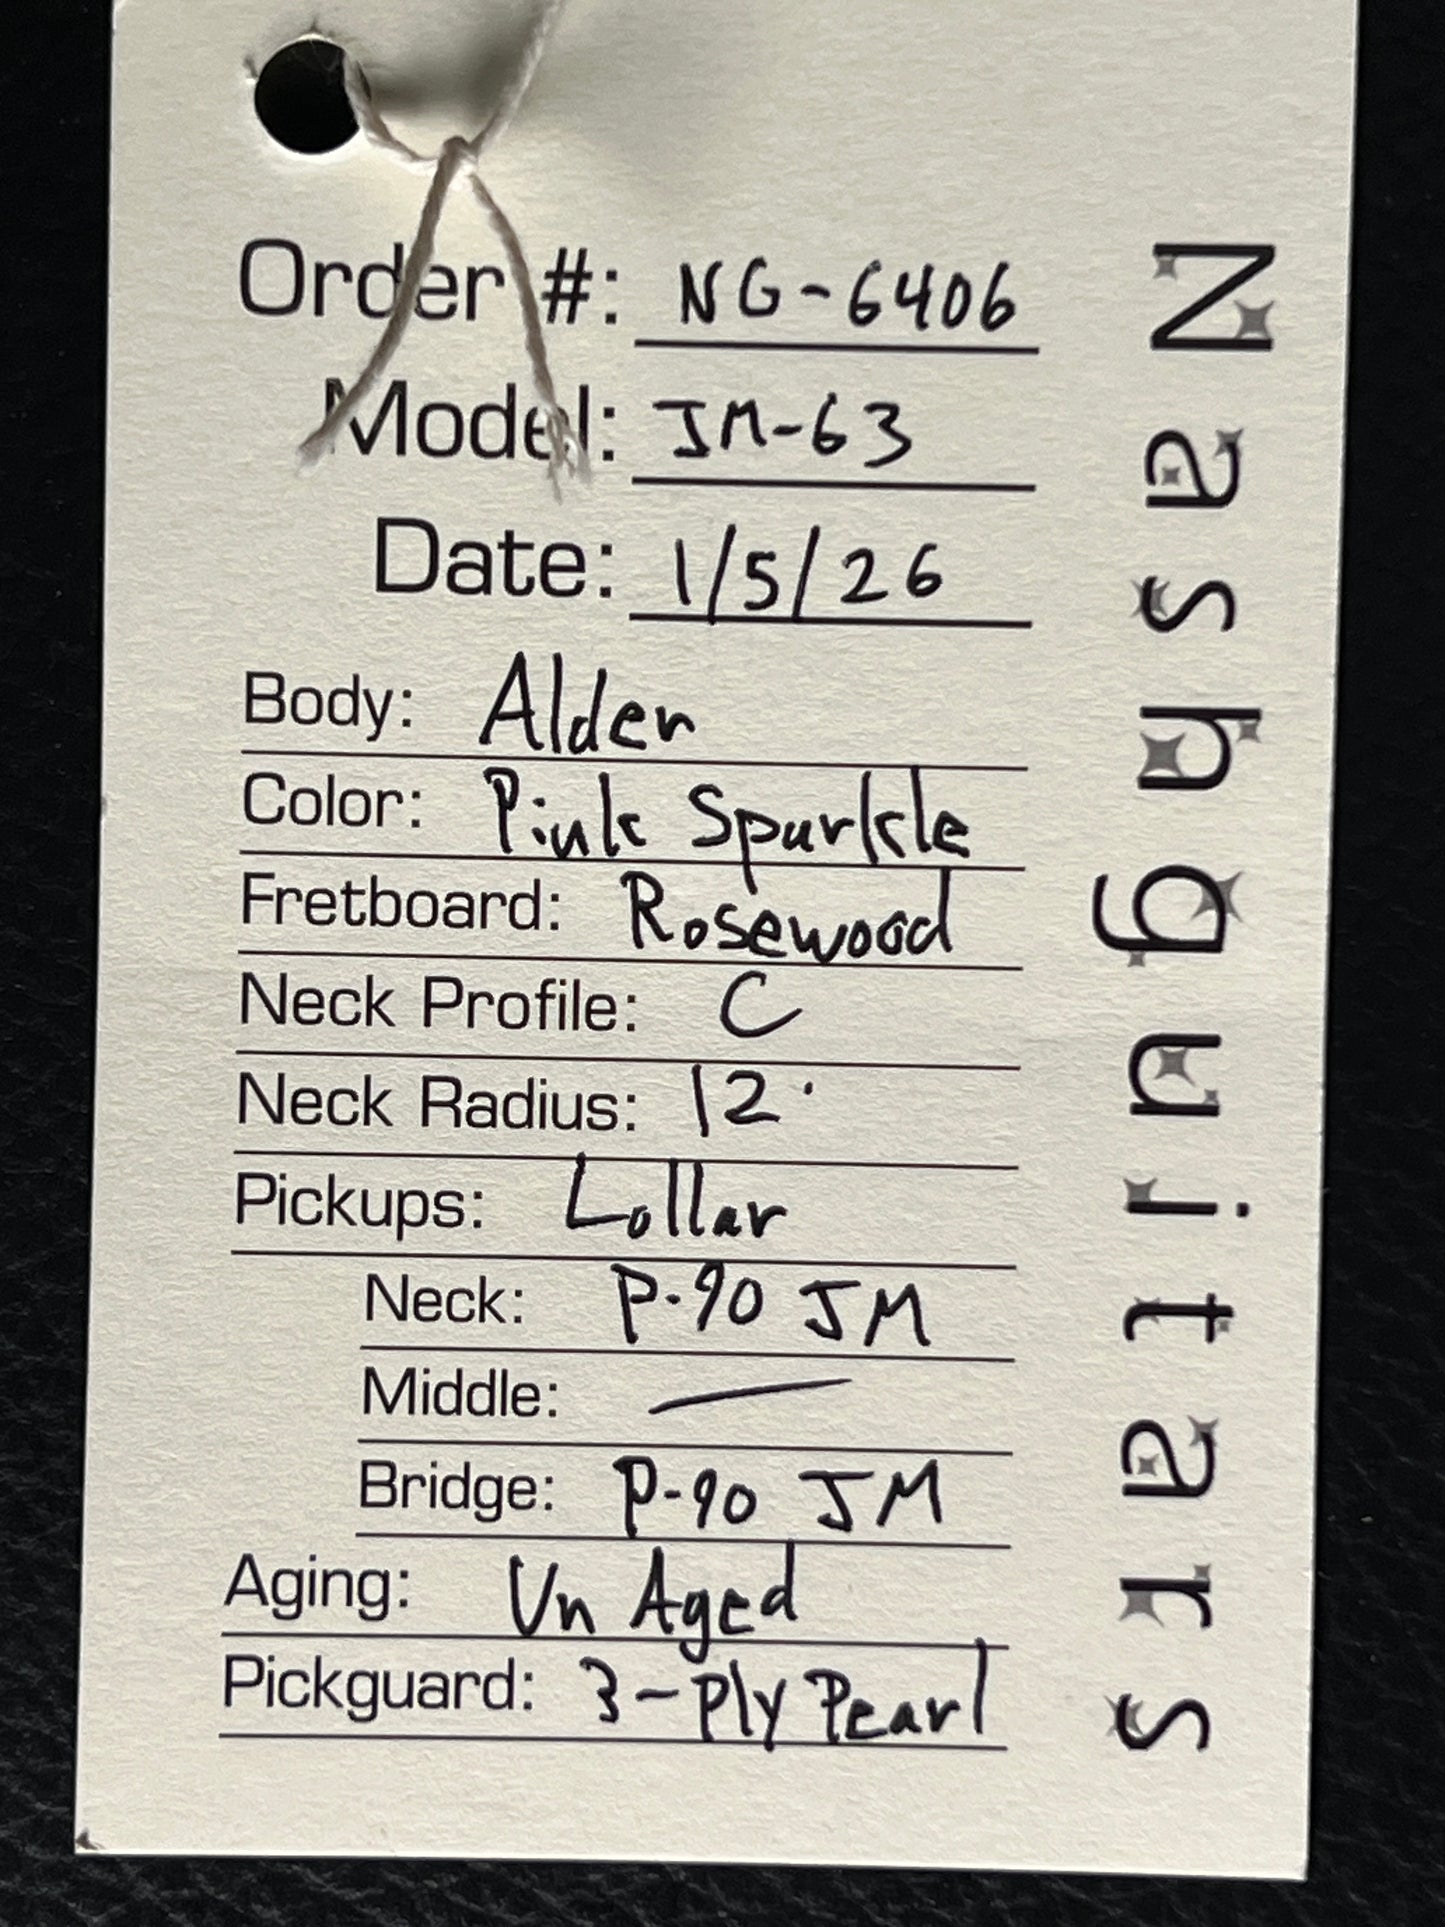 Order #: NG-6406
Model: JM-63
Date: 1/5/26
Body: Alder
Color: Pink Sparkle
Fretboard: Rosewood
Neck Profile: C
Neck Radius: 12"
Pickups: Lollar
Neck: P-90 JM
Middle: —
Bridge: P-90 JM
Aging: Un Aged
Pickguard: 3-Ply Pearl
Nashguitars